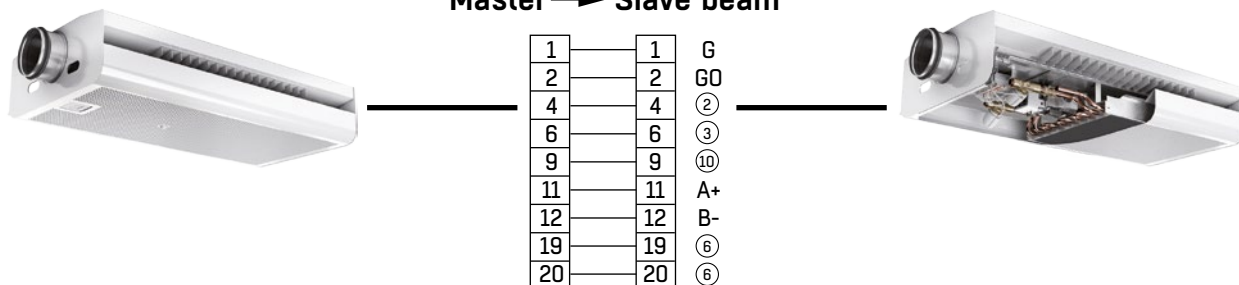 Master → Slave beam
1 1 G
2 2 G0
4 4 ②
6 6 ③
9 9 ⑩
11 11 A+
12 12 B-
19 19 ⑥
20 20 ⑥